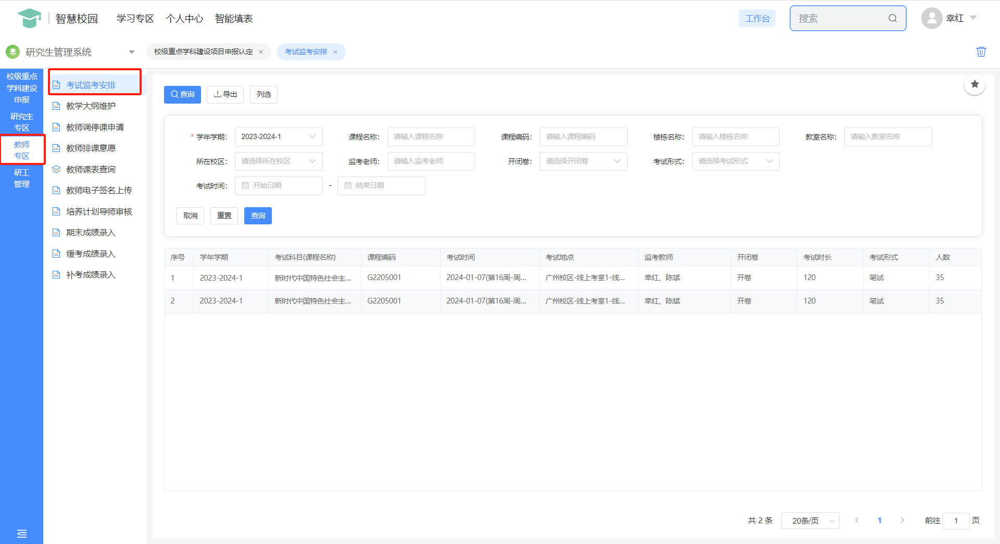 智慧校园 学习专区 个人中心 智能填表 工作台 搜索 幸红
研究生管理系统 校级重点学科建设项目申报认定 × 考试监考安排 ×
校级重点
学科建设
申报
研究生
专区
教师
专区
研工
管理
考试监考安排
教学大纲维护
教师调停课申请
教师排课意愿
教师课表查询
教师电子签名上传
培养计划导师审核
期末成绩录入
缓考成绩录入
补考成绩录入
查询 导出 列选
* 学年学期: 2023-2024-1 课程名称: 请输入课程名称 课程编码: 请输入课程编码 楼栋名称: 请输入楼栋名称 教室名称: 请输入教室名称
所在校区: 请选择所在校区 监考老师: 请输入监考老师 开闭卷: 请选择开闭卷 考试形式: 请选择考试形式
考试时间: 开始日期 - 结束日期
取消 重置 查询
序号 学年学期 考试科目(课程名称) 课程编码 考试时间 考试地点 监考教师 开闭卷 考试时长 考试形式 人数
1 2023-2024-1 新时代中国特色社会主... G2205001 2024-01-07(第16周-周... 广州校区-线上考室1-线... 幸红、陈斌 开卷 120 笔试 35
2 2023-2024-1 新时代中国特色社会主... G2205001 2024-01-07(第16周-周... 广州校区-线上考室1-线... 幸红、陈斌 开卷 120 笔试 35
共 2 条 20条/页 1 前往 1 页